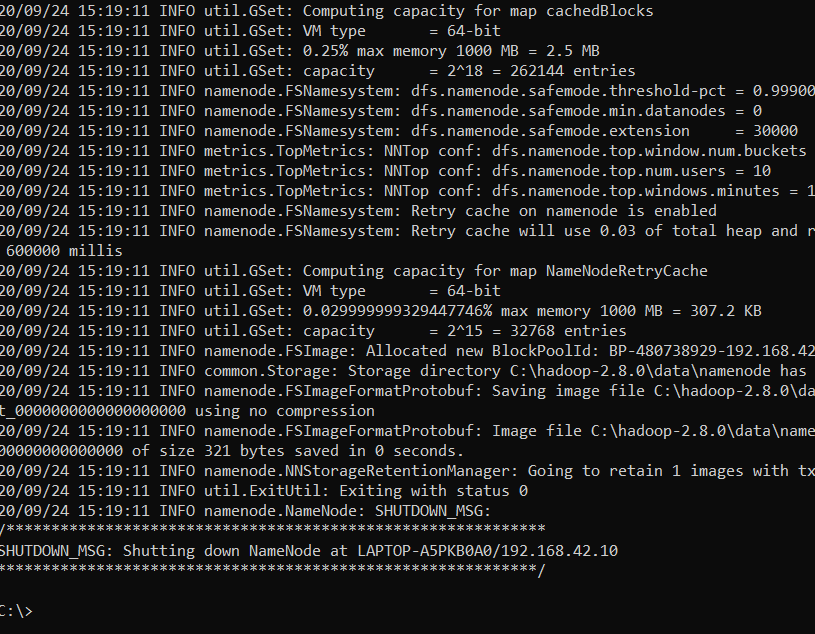 20/09/24 15:19:11 INFO util.GSet: Computing capacity for map cachedBlocks
20/09/24 15:19:11 INFO util.GSet: VM type       = 64-bit
20/09/24 15:19:11 INFO util.GSet: 0.25% max memory 1000 MB = 2.5 MB
20/09/24 15:19:11 INFO util.GSet: capacity      = 2^18 = 262144 entries
20/09/24 15:19:11 INFO namenode.FSNamesystem: dfs.namenode.safemode.threshold-pct = 0.99900
20/09/24 15:19:11 INFO namenode.FSNamesystem: dfs.namenode.safemode.min.datanodes = 0
20/09/24 15:19:11 INFO namenode.FSNamesystem: dfs.namenode.safemode.extension     = 30000
20/09/24 15:19:11 INFO metrics.TopMetrics: NNTop conf: dfs.namenode.top.window.num.buckets
20/09/24 15:19:11 INFO metrics.TopMetrics: NNTop conf: dfs.namenode.top.num.users = 10
20/09/24 15:19:11 INFO metrics.TopMetrics: NNTop conf: dfs.namenode.top.windows.minutes = 1
20/09/24 15:19:11 INFO namenode.FSNamesystem: Retry cache on namenode is enabled
20/09/24 15:19:11 INFO namenode.FSNamesystem: Retry cache will use 0.03 of total heap and r
 600000 millis
20/09/24 15:19:11 INFO util.GSet: Computing capacity for map NameNodeRetryCache
20/09/24 15:19:11 INFO util.GSet: VM type       = 64-bit
20/09/24 15:19:11 INFO util.GSet: 0.029999999329447746% max memory 1000 MB = 307.2 KB
20/09/24 15:19:11 INFO util.GSet: capacity      = 2^15 = 32768 entries
20/09/24 15:19:11 INFO namenode.FSImage: Allocated new BlockPoolId: BP-480738929-192.168.42
20/09/24 15:19:11 INFO common.Storage: Storage directory C:\hadoop-2.8.0\data\namenode has
20/09/24 15:19:11 INFO namenode.FSImageFormatProtobuf: Saving image file C:\hadoop-2.8.0\da
t_0000000000000000000 using no compression
20/09/24 15:19:11 INFO namenode.FSImageFormatProtobuf: Image file C:\hadoop-2.8.0\data\name
00000000000000 of size 321 bytes saved in 0 seconds.
20/09/24 15:19:11 INFO namenode.NNStorageRetentionManager: Going to retain 1 images with tx
20/09/24 15:19:11 INFO util.ExitUtil: Exiting with status 0
20/09/24 15:19:11 INFO namenode.NameNode: SHUTDOWN_MSG:
/************************************************************
SHUTDOWN_MSG: Shutting down NameNode at LAPTOP-A5PKB0A0/192.168.42.10
************************************************************/
C:\>